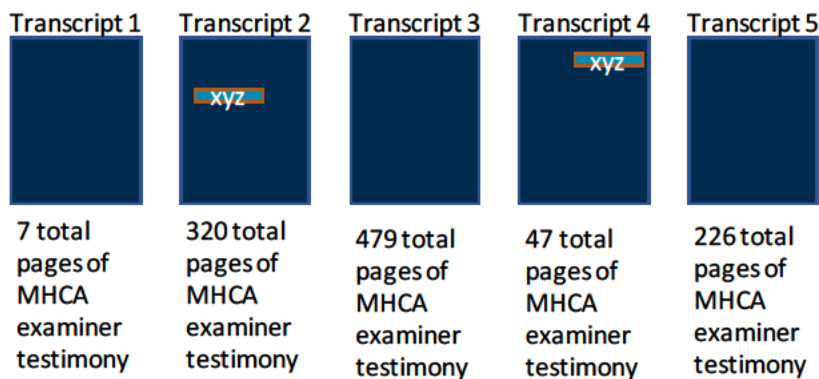 Transcript 1 Transcript 2 Transcript 3 Transcript 4 Transcript 5
xyz
xyz
7 total
pages of
MHCA
examiner
testimony
320 total
pages of
MHCA
examiner
testimony
479 total
pages of
MHCA
examiner
testimony
47 total
pages of
MHCA
examiner
testimony
226 total
pages of
MHCA
examiner
testimony